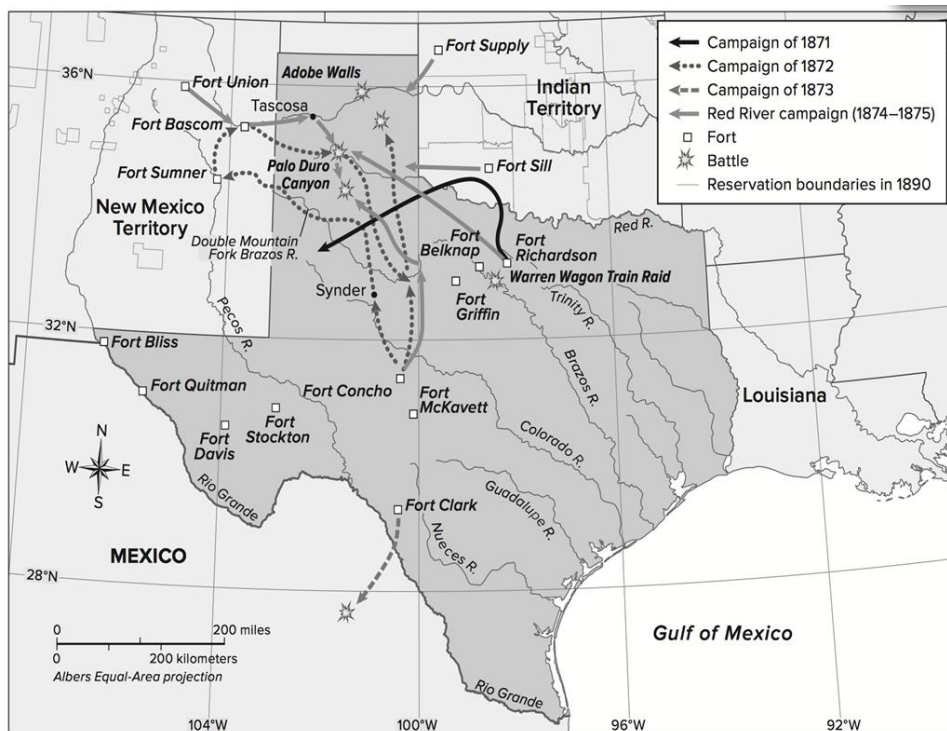 Campaign of 1871
Campaign of 1872
Campaign of 1873
Red River campaign (1874–1875)
Fort
Battle
Reservation boundaries in 1890
Fort Supply
36°N
Adobe Walls
Indian
Territory
Fort Union
Tascosa
Fort Bascom
Palo Duro
Canyon
Fort Sill
Fort Sumner
New Mexico
Territory
Double Mountain
Fork Brazos R.
Red R.
Fort
Belknap
Fort
Richardson
Warren Wagon Train Raid
Synder
Fort
Griffin
Trinity R.
Pecos R.
32°N
Fort Bliss
Brazos R.
Fort Quitman
Fort Concho
Fort
McKavett
Louisiana
Fort
Stockton
Fort
Davis
Colorado R.
N
W
E
S
Rio Grande
Guadalupe R.
Fort Clark
Nueces R.
MEXICO
28°N
0
200 miles
0
200 kilometers
Albers Equal-Area projection
Gulf of Mexico
Rio Grande
104°W
100°W
96°W
92°W